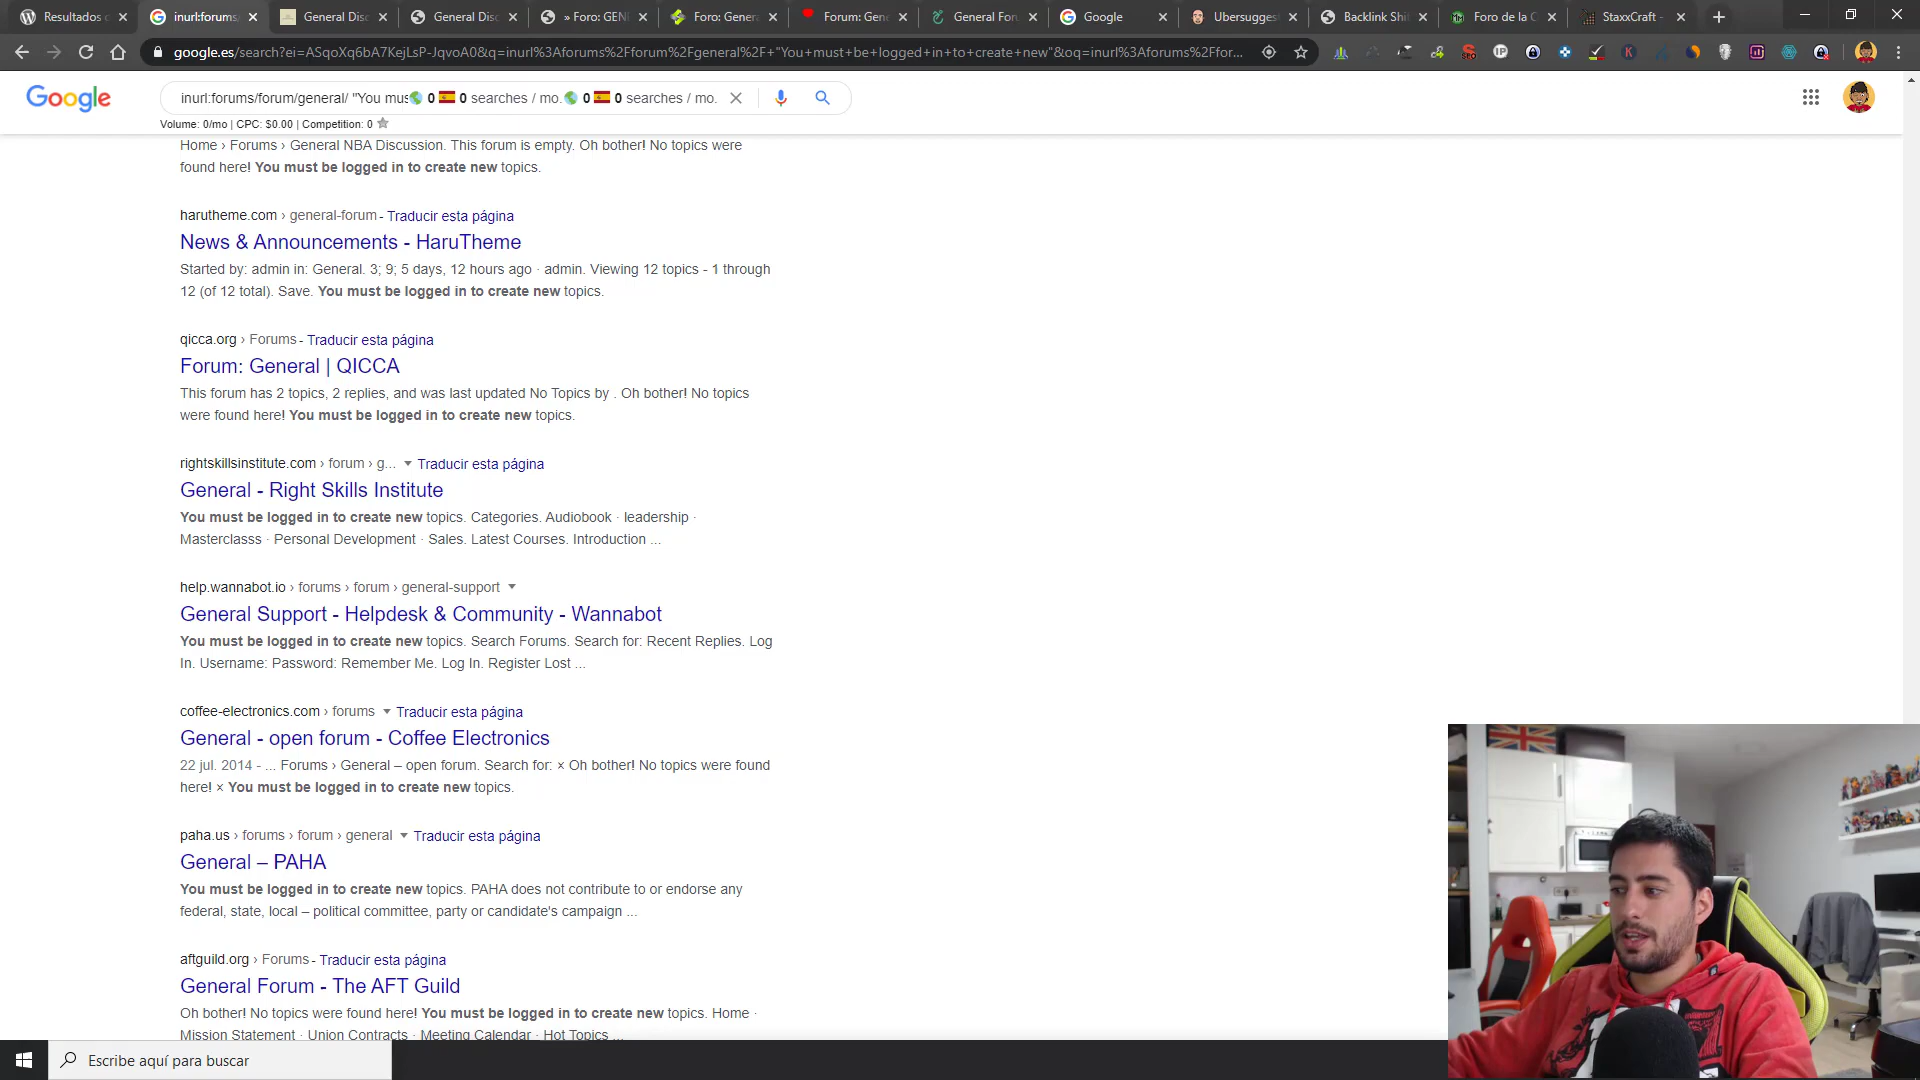 Resultados d
inurl:forums/
General Disc
General Disc
» Foro: GENE
Foro: Genera
Forum: Gene
General Foru
Google
Ubersuggest
Backlink Shit
Foro de la C
StaxxCraft -
google.es/search?ei=ASqoXq6bA7KejLsP-JqvoA0&q=inurl%3Aforums%2Fforum%2Fgeneral%2F+"You+must+be+logged+in+to+create+new"&oq=inurl%3Aforums%2Ffor...
Google
inurl:forums/forum/general/ "You mus 0 0 searches / mo. 0 0 searches / mo.
Volume: 0/mo | CPC: $0.00 | Competition: 0
Home › Forums › General NBA Discussion. This forum is empty. Oh bother! No topics were
found here! You must be logged in to create new topics.
harutheme.com › general-forum - Traducir esta página
News & Announcements - HaruTheme
Started by: admin in: General. 3; 9; 5 days, 12 hours ago · admin. Viewing 12 topics - 1 through
12 (of 12 total). Save. You must be logged in to create new topics.
qicca.org › Forums - Traducir esta página
Forum: General | QICCA
This forum has 2 topics, 2 replies, and was last updated No Topics by . Oh bother! No topics
were found here! You must be logged in to create new topics.
rightskillsinstitute.com › forum › g... Traducir esta página
General - Right Skills Institute
You must be logged in to create new topics. Categories. Audiobook · leadership ·
Masterclasss · Personal Development · Sales. Latest Courses. Introduction ...
help.wannabot.io › forums › forum › general-support
General Support - Helpdesk & Community - Wannabot
You must be logged in to create new topics. Search Forums. Search for: Recent Replies. Log
In. Username: Password: Remember Me. Log In. Register Lost ...
coffee-electronics.com › forums Traducir esta página
General - open forum - Coffee Electronics
22 jul. 2014 - ... Forums › General – open forum. Search for: × Oh bother! No topics were found
here! × You must be logged in to create new topics.
paha.us › forums › forum › general Traducir esta página
General – PAHA
You must be logged in to create new topics. PAHA does not contribute to or endorse any
federal, state, local – political committee, party or candidate's campaign ...
aftguild.org › Forums - Traducir esta página
General Forum - The AFT Guild
Oh bother! No topics were found here! You must be logged in to create new topics. Home ·
Mission Statement · Union Contracts · Meeting Calendar · Hot Topics ...
Escribe aquí para buscar